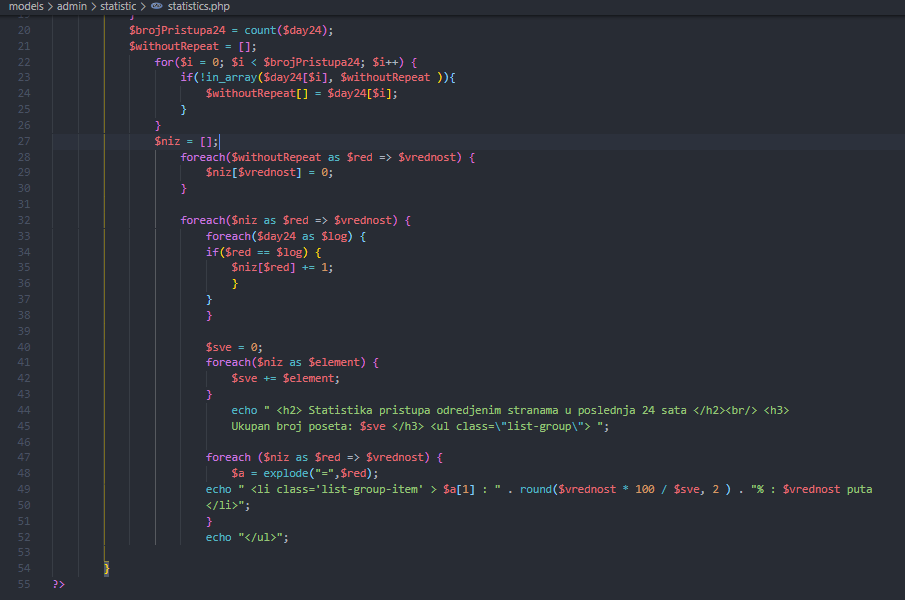 models > admin > statistic > statistics.php
19 }
20 $brojPristupa24 = count($day24);
21 $withoutRepeat = [];
22 for($i = 0; $i < $brojPristupa24; $i++) {
23 if(!in_array($day24[$i], $withoutRepeat )){
24 $withoutRepeat[] = $day24[$i];
25 }
26 }
27 $niz = [];
28 foreach($withoutRepeat as $red => $vrednost) {
29 $niz[$vrednost] = 0;
30 }
31
32 foreach($niz as $red => $vrednost) {
33 foreach($day24 as $log) {
34 if($red == $log) {
35 $niz[$red] += 1;
36 }
37 }
38 }
39
40 $sve = 0;
41 foreach($niz as $element) {
42 $sve += $element;
43 }
44 echo " <h2> Statistika pristupa odredjenim stranama u poslednja 24 sata </h2><br/> <h3>
45 Ukupan broj poseta: $sve </h3> <ul class=\"list-group\"> ";
46
47 foreach ($niz as $red => $vrednost) {
48 $a = explode("=",$red);
49 echo " <li class='list-group-item' > $a[1] : " . round($vrednost * 100 / $sve, 2 ) . "% : $vrednost puta
50 </li>";
51 }
52 echo "</ul>";
53
54 }
55 ?>